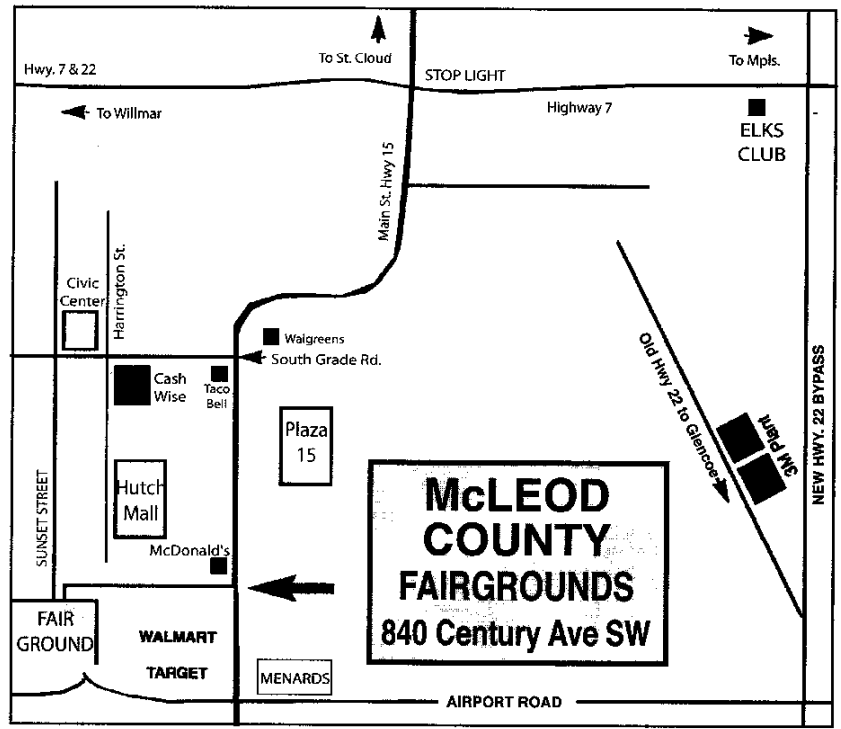 To St. Cloud
To Mpls.
Hwy. 7 & 22
STOP LIGHT
To Willmar
Highway 7
ELKS
CLUB
Main St. Hwy 15
Harrington St.
Civic
Center
Walgreens
South Grade Rd.
Cash
Wise
Taco
Bell
Old Hwy 22 to Glencoe
3M Plant
NEW HWY. 22 BYPASS
Plaza
15
Hutch
Mall
SUNSET STREET
McDonald's
McLEOD
COUNTY
FAIRGROUNDS
840 Century Ave SW
FAIR
GROUND
WALMART
TARGET
MENARDS
AIRPORT ROAD